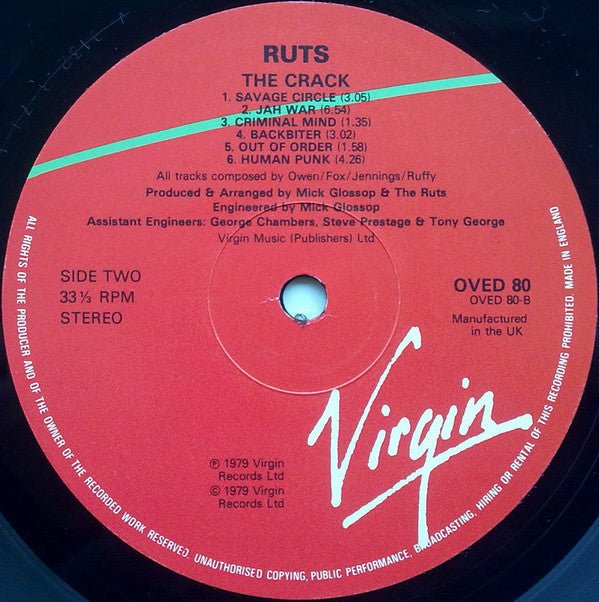 RUTS
THE CRACK
1. SAVAGE CIRCLE (3.05)
2. JAH WAR (6.54)
3. CRIMINAL MIND (1.35)
4. BACKBITER (3.02)
5. OUT OF ORDER (1.58)
6. HUMAN PUNK (4.26)
All tracks composed by Owen/Fox/Jennings/Ruffy
Produced & Arranged by Mick Glossop & The Ruts
Engineered by Mick Glossop
Assistant Engineers: George Chambers, Steve Prestage & Tony George
Virgin Music (Publishers) Ltd
SIDE TWO
33⅓ RPM
STEREO
OVED 80
OVED 80-B
Manufactured
in the UK
Virgin
℗ 1979 Virgin
Records Ltd
© 1979 Virgin
Records Ltd
ALL RIGHTS OF THE PRODUCER AND OF THE OWNER OF THE RECORDED WORK RESERVED. UNAUTHORISED COPYING, PUBLIC PERFORMANCE, BROADCASTING, HIRING OR RENTAL OF THIS RECORDING PROHIBITED. MADE IN ENGLAND